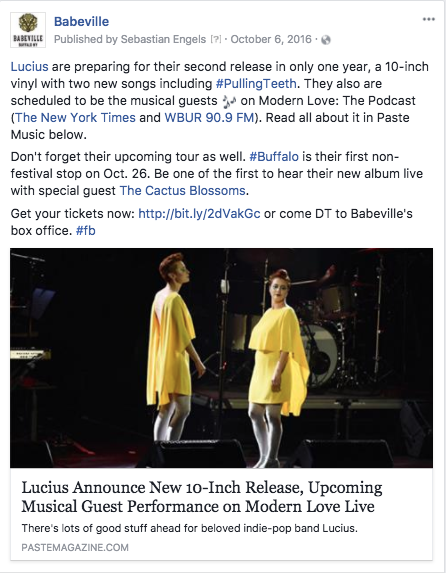 BABEVILLE
BUFFALO NY
Babeville
Published by Sebastian Engels [?] · October 6, 2016 ·
Lucius are preparing for their second release in only one year, a 10-inch
vinyl with two new songs including #PullingTeeth. They also are
scheduled to be the musical guests 🎶 on Modern Love: The Podcast
(The New York Times and WBUR 90.9 FM). Read all about it in Paste
Music below.
Don't forget their upcoming tour as well. #Buffalo is their first non-
festival stop on Oct. 26. Be one of the first to hear their new album live
with special guest The Cactus Blossoms.
Get your tickets now: http://bit.ly/2dVakGc or come DT to Babeville's
box office. #fb
Lucius Announce New 10-Inch Release, Upcoming
Musical Guest Performance on Modern Love Live
There's lots of good stuff ahead for beloved indie-pop band Lucius.
PASTEMAGAZINE.COM